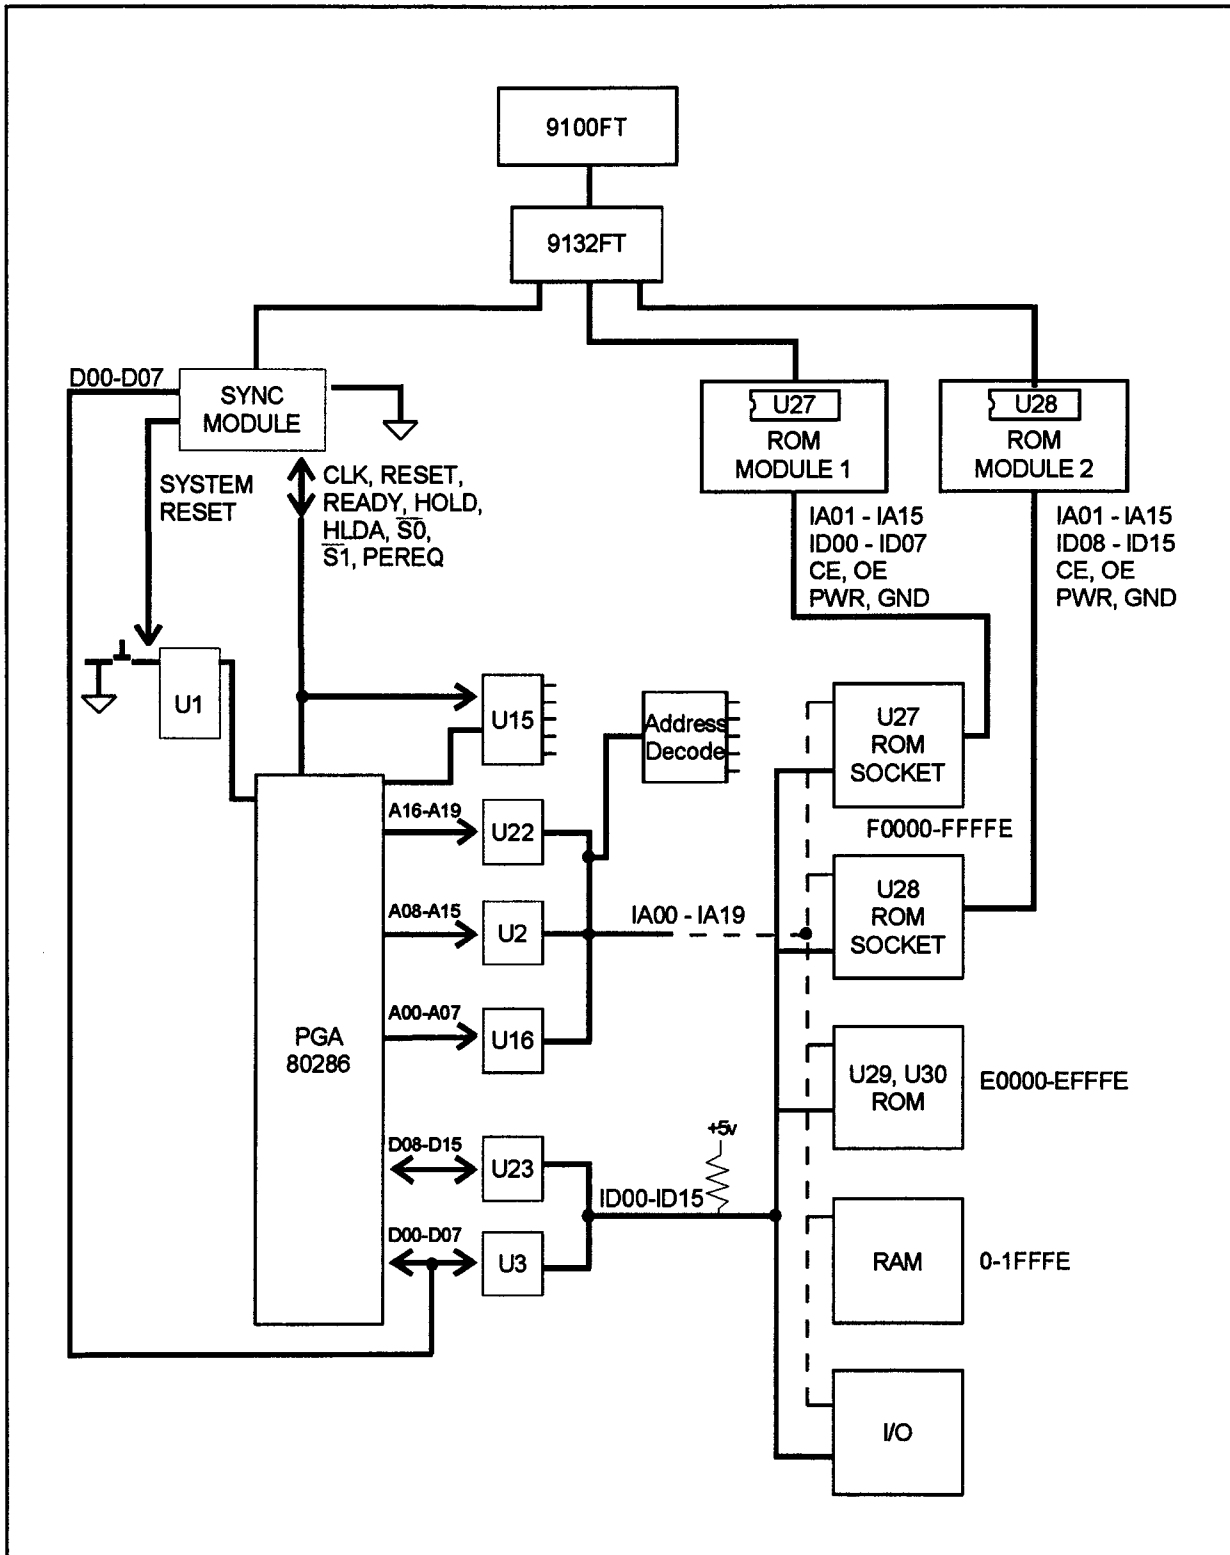 9100FT
9132FT
D00-D07
SYNC
MODULE
SYSTEM
RESET
CLK, RESET,
READY, HOLD,
HLDA, S̅0̅,
S̅1̅, PEREQ
U27
ROM
MODULE 1
U28
ROM
MODULE 2
IA01 - IA15
ID00 - ID07
CE, OE
PWR, GND
IA01 - IA15
ID08 - ID15
CE, OE
PWR, GND
U1
U15
Address
Decode
U27
ROM
SOCKET
F0000-FFFFE
A16-A19
U22
A08-A15
U2
IA00 - IA19
U28
ROM
SOCKET
A00-A07
U16
PGA
80286
U29, U30
ROM
E0000-EFFFE
D08-D15
U23
+5v
ID00-ID15
D00-D07
U3
RAM
0-1FFFE
I/O